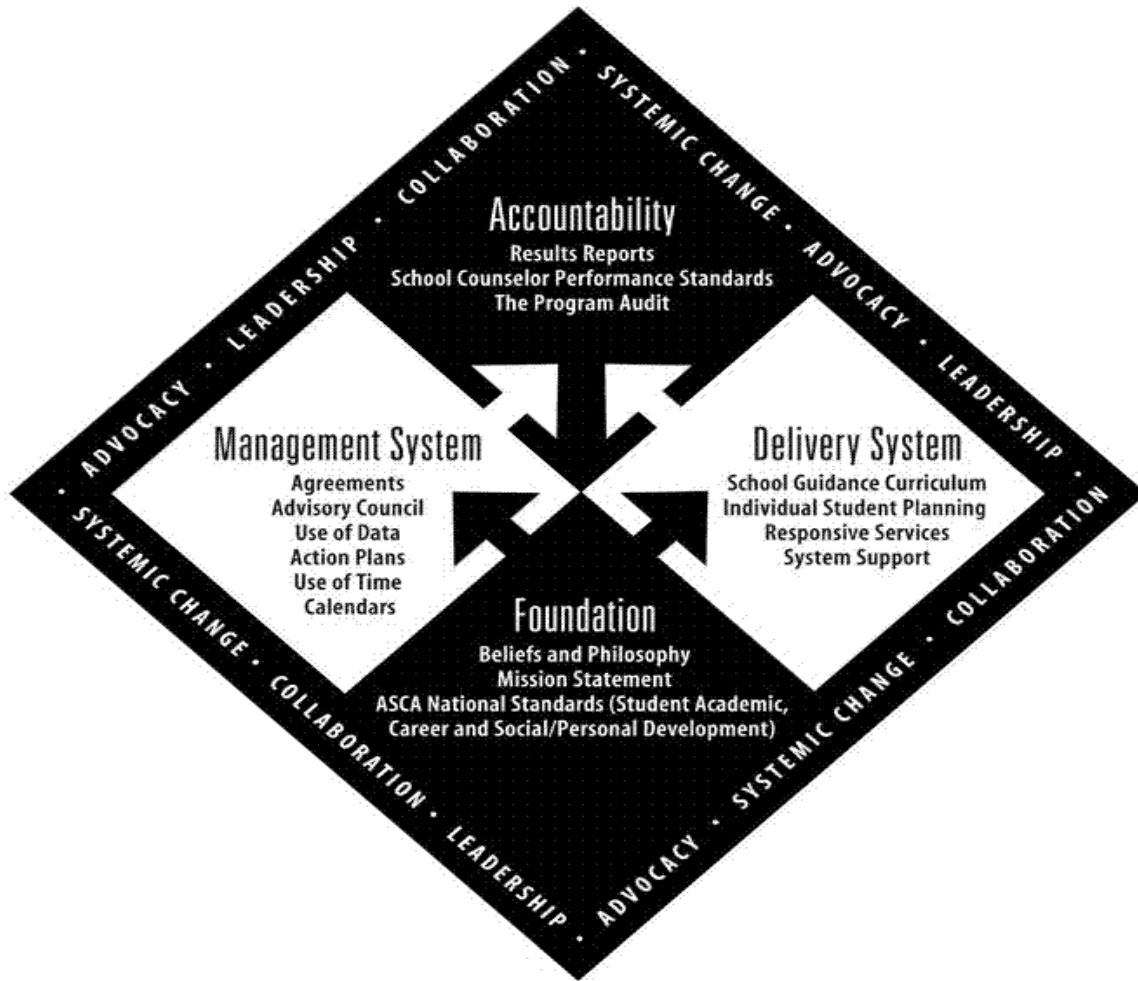 COLLABORATION • SYSTEMIC CHANGE • ADVOCACY • LEADERSHIP •
• ADVOCACY • LEADERSHIP •
Accountability
Results Reports
School Counselor Performance Standards
The Program Audit
Management System
Agreements
Advisory Council
Use of Data
Action Plans
Use of Time
Calendars
Delivery System
School Guidance Curriculum
Individual Student Planning
Responsive Services
System Support
Foundation
Beliefs and Philosophy
Mission Statement
ASCA National Standards (Student Academic,
Career and Social/Personal Development)
SYSTEMIC CHANGE • COLLABORATION • LEADERSHIP •
ADVOCACY • SYSTEMIC CHANGE • COLLABORATION